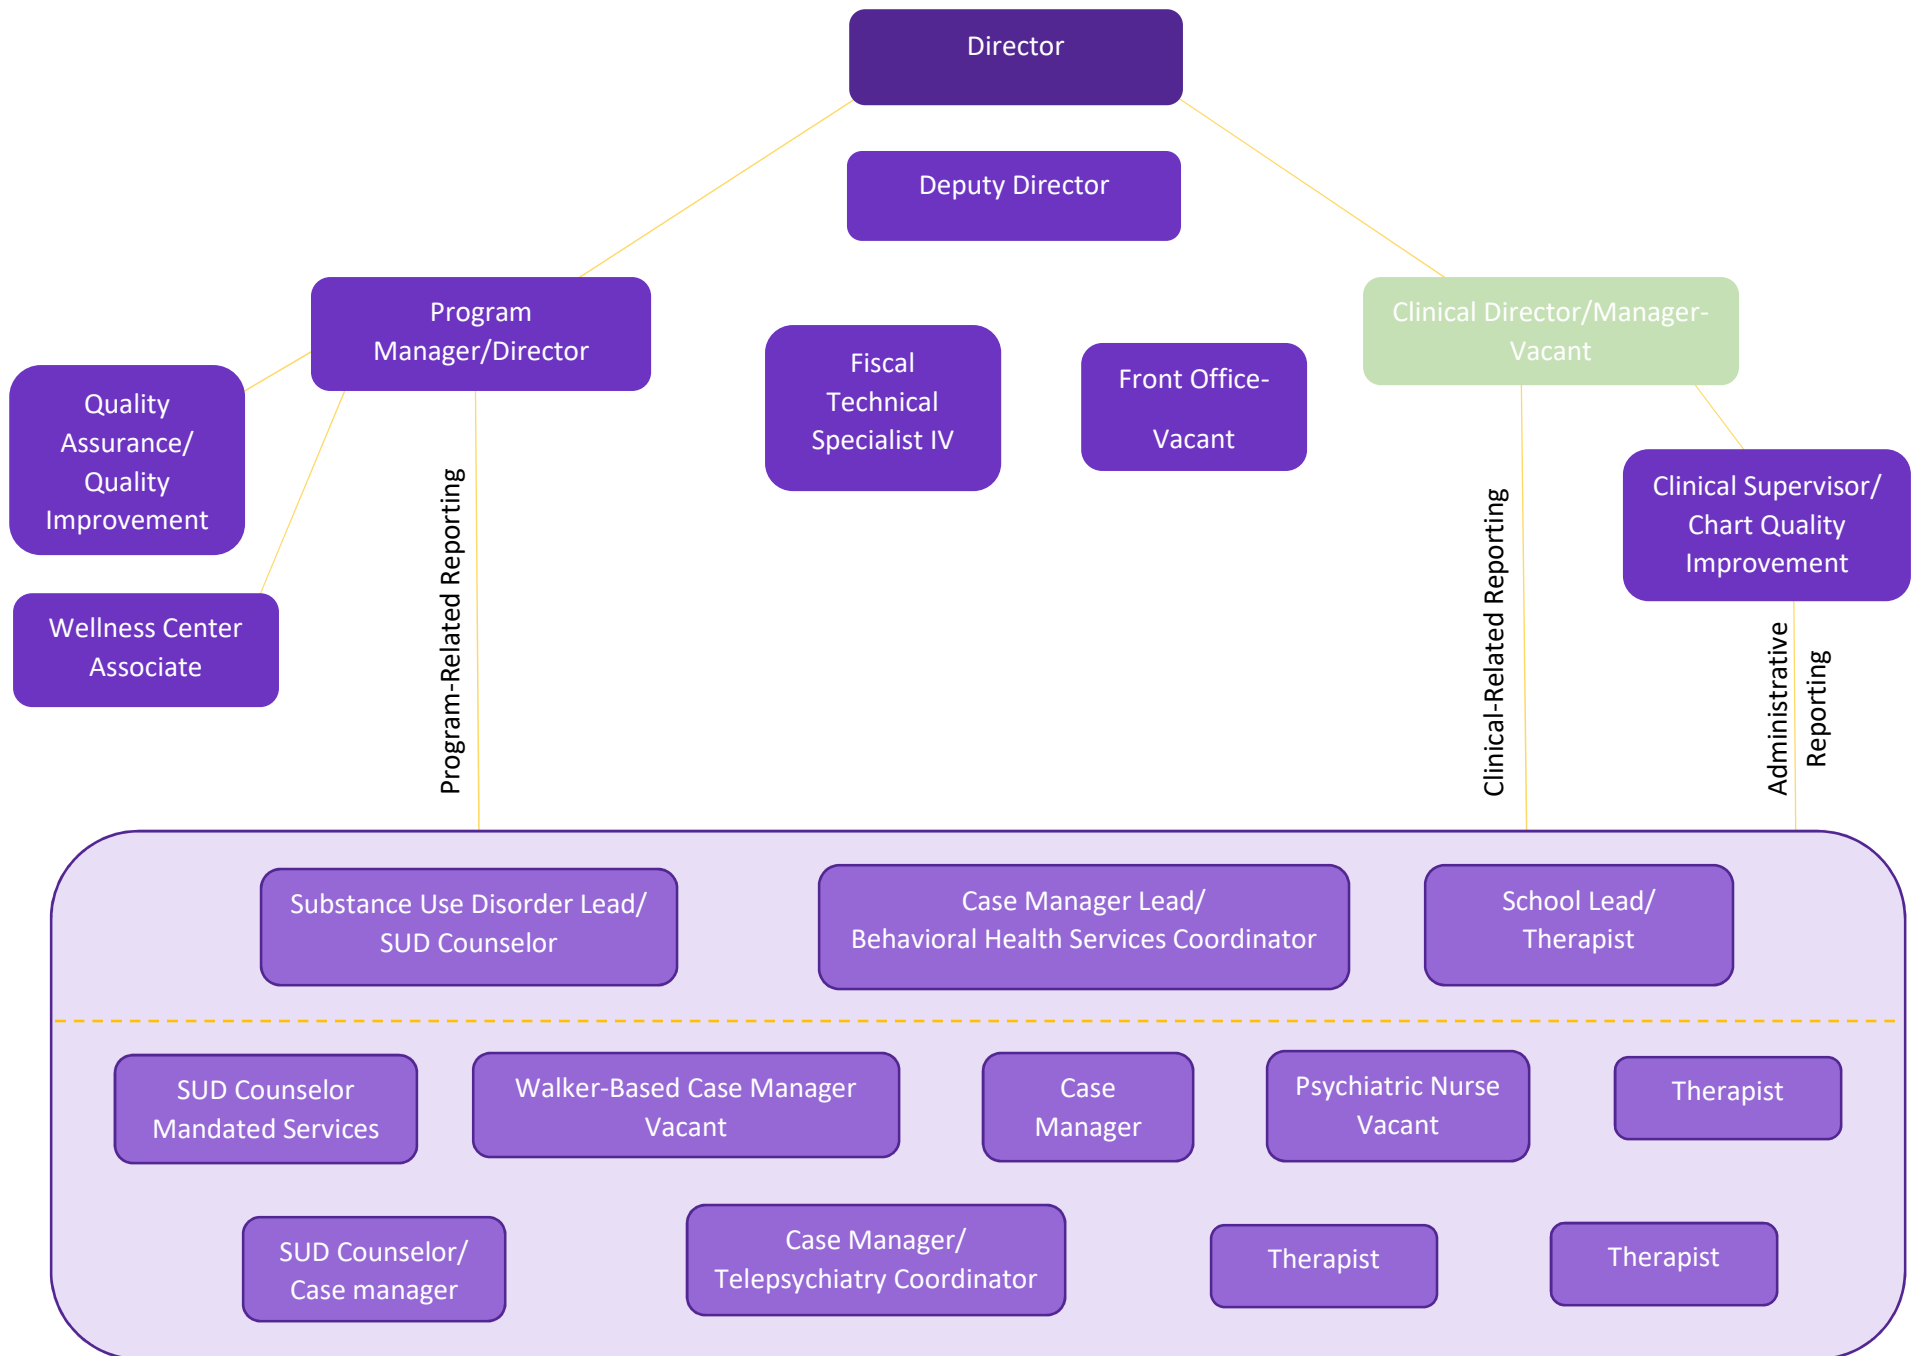 Director
Deputy Director
Program
Manager/Director
Clinical Director/Manager-
Vacant
Fiscal
Technical
Specialist IV
Front Office-
Vacant
Quality
Assurance/
Quality
Improvement
Clinical Supervisor/
Chart Quality
Improvement
Wellness Center
Associate
Program-Related Reporting
Clinical-Related Reporting
Administrative
Reporting
Substance Use Disorder Lead/
SUD Counselor
Case Manager Lead/
Behavioral Health Services Coordinator
School Lead/
Therapist
SUD Counselor
Mandated Services
Walker-Based Case Manager
Vacant
Case
Manager
Psychiatric Nurse
Vacant
Therapist
SUD Counselor/
Case manager
Case Manager/
Telepsychiatry Coordinator
Therapist
Therapist